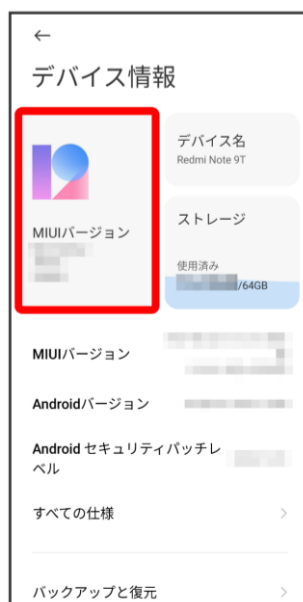 デバイス情報
デバイス名
Redmi Note 9T
MIUIバージョン
ストレージ
使用済み
/64GB
MIUIバージョン
Androidバージョン
Android セキュリティパッチレ
ベル
すべての仕様
バックアップと復元